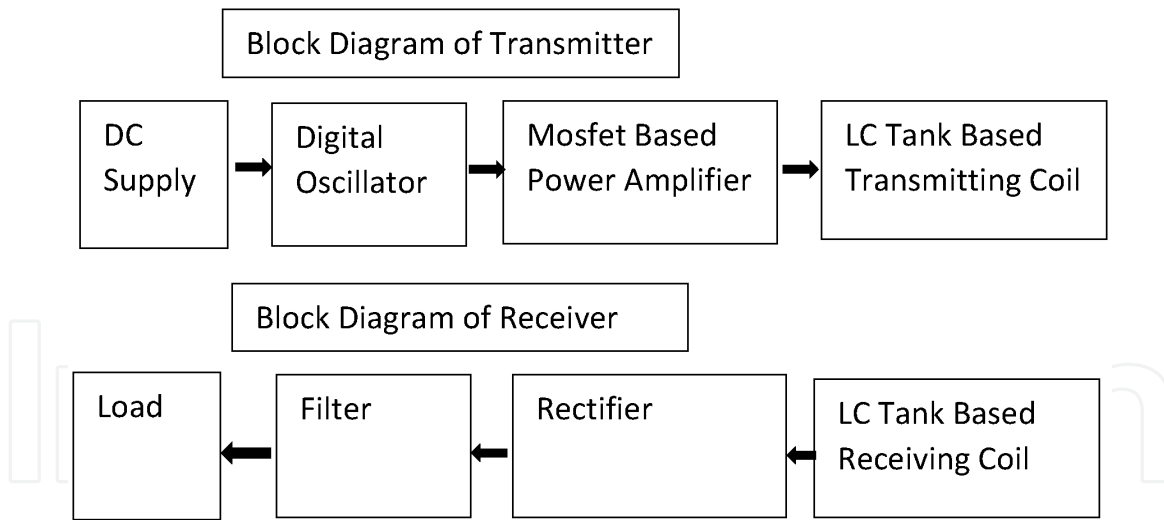 Block Diagram of Transmitter
DC
Supply
Digital
Oscillator
Mosfet Based
Power Amplifier
LC Tank Based
Transmitting Coil
Block Diagram of Receiver
Load
Filter
Rectifier
LC Tank Based
Receiving Coil